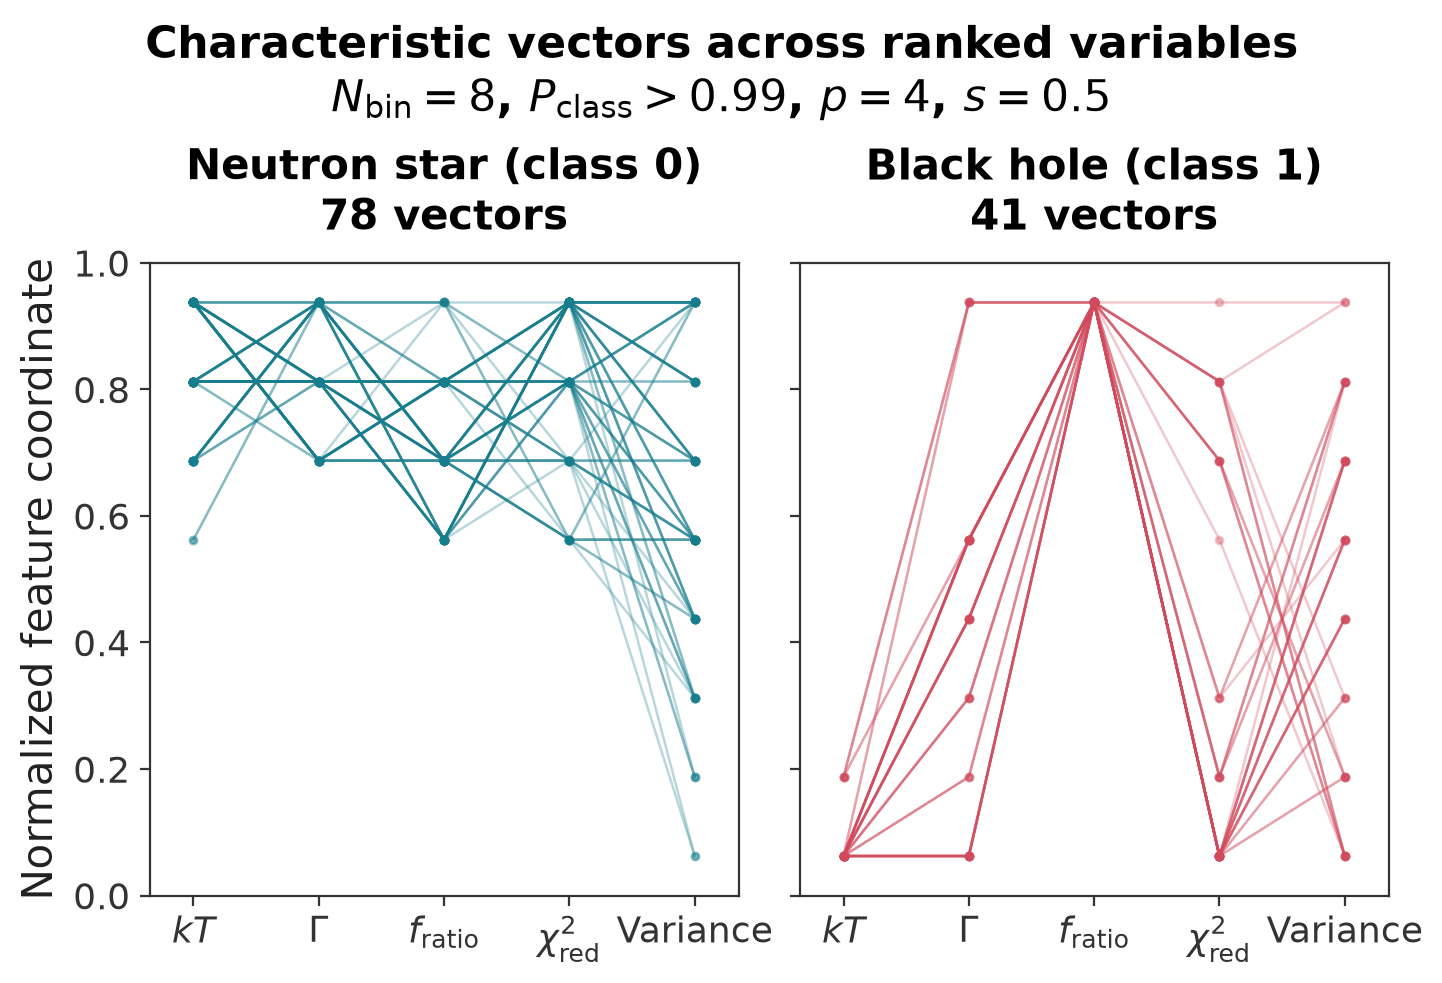 Characteristic vectors across ranked variables
N_bin = 8, P_class > 0.99, p = 4, s = 0.5
Neutron star (class 0)
78 vectors
Black hole (class 1)
41 vectors
Normalized feature coordinate
1.0
0.8
0.6
0.4
0.2
0.0
kT Γ f_ratio χ²_red Variance
kT Γ f_ratio χ²_red Variance